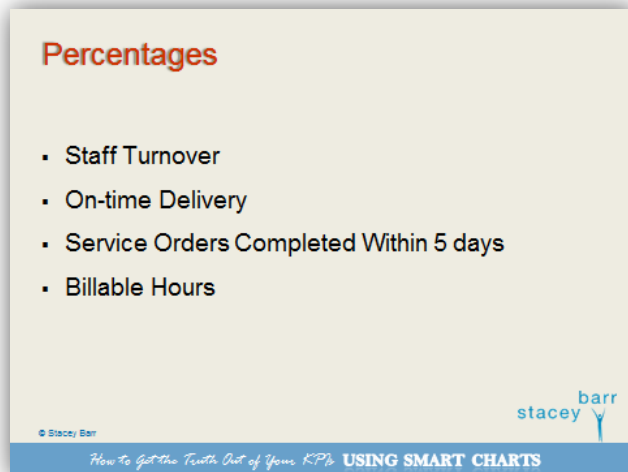 Percentages
Staff Turnover
On-time Delivery
Service Orders Completed Within 5 days
Billable Hours
stacey barr
© Stacey Barr
How to Get the Truth Out of Your KPIs USING SMART CHARTS